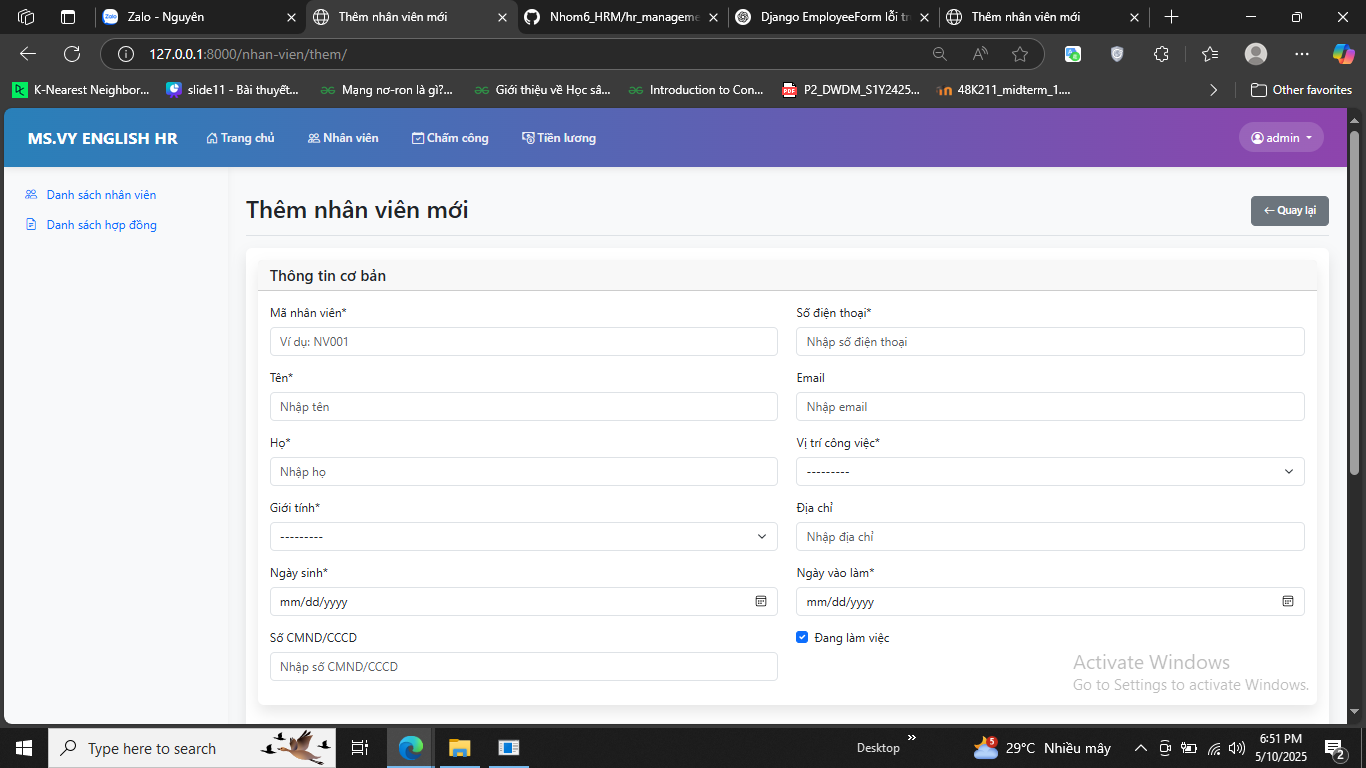 Zalo - Nguyên
Thêm nhân viên mới
Nhom6_HRM/hr_manageme
Django EmployeeForm lỗi tr
Thêm nhân viên mới
127.0.0.1:8000/nhan-vien/them/
K-Nearest Neighbor...
slide11 - Bài thuyết...
Mạng nơ-ron là gì?...
Giới thiệu về Học sâ...
Introduction to Con...
P2_DWDM_S1Y2425...
48K211_midterm_1....
Other favorites
MS.VY ENGLISH HR
Trang chủ
Nhân viên
Chấm công
Tiền lương
admin
Danh sách nhân viên
Danh sách hợp đồng
Thêm nhân viên mới
← Quay lại
Thông tin cơ bản
Mã nhân viên*
Ví dụ: NV001
Số điện thoại*
Nhập số điện thoại
Tên*
Nhập tên
Email
Nhập email
Họ*
Nhập họ
Vị trí công việc*
---------
Giới tính*
---------
Địa chỉ
Nhập địa chỉ
Ngày sinh*
mm/dd/yyyy
Ngày vào làm*
mm/dd/yyyy
Số CMND/CCCD
Nhập số CMND/CCCD
Đang làm việc
Activate Windows
Go to Settings to activate Windows.
Type here to search
Desktop
5
29°C Nhiều mây
6:51 PM
5/10/2025
2